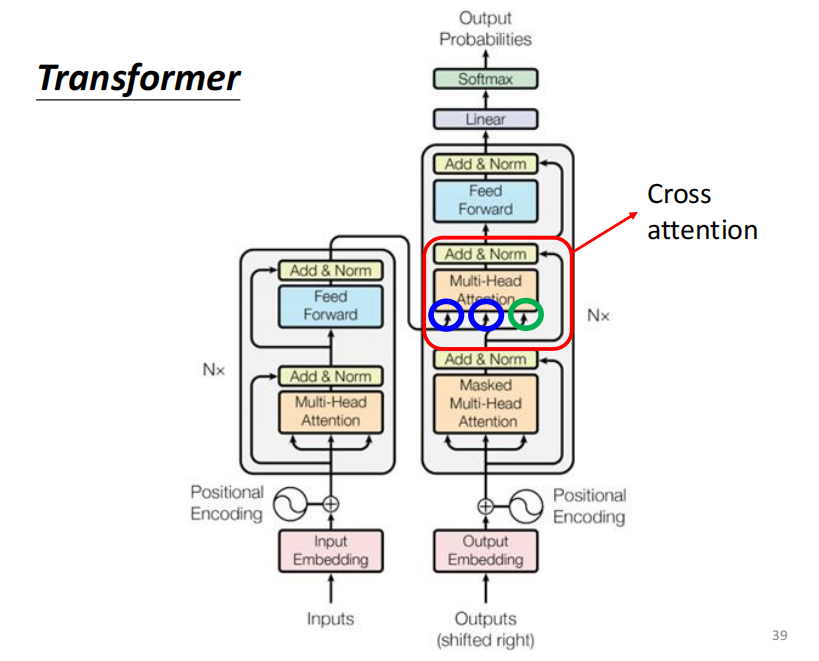 Transformer
Output
Probabilities
Softmax
Linear
Add & Norm
Feed
Forward
Cross
attention
Add & Norm
Multi-Head
Attention
Nx
Add & Norm
Masked
Multi-Head
Attention
Positional
Encoding
Output
Embedding
Outputs
(shifted right)
Add & Norm
Feed
Forward
Nx
Add & Norm
Multi-Head
Attention
Positional
Encoding
Input
Embedding
Inputs
39